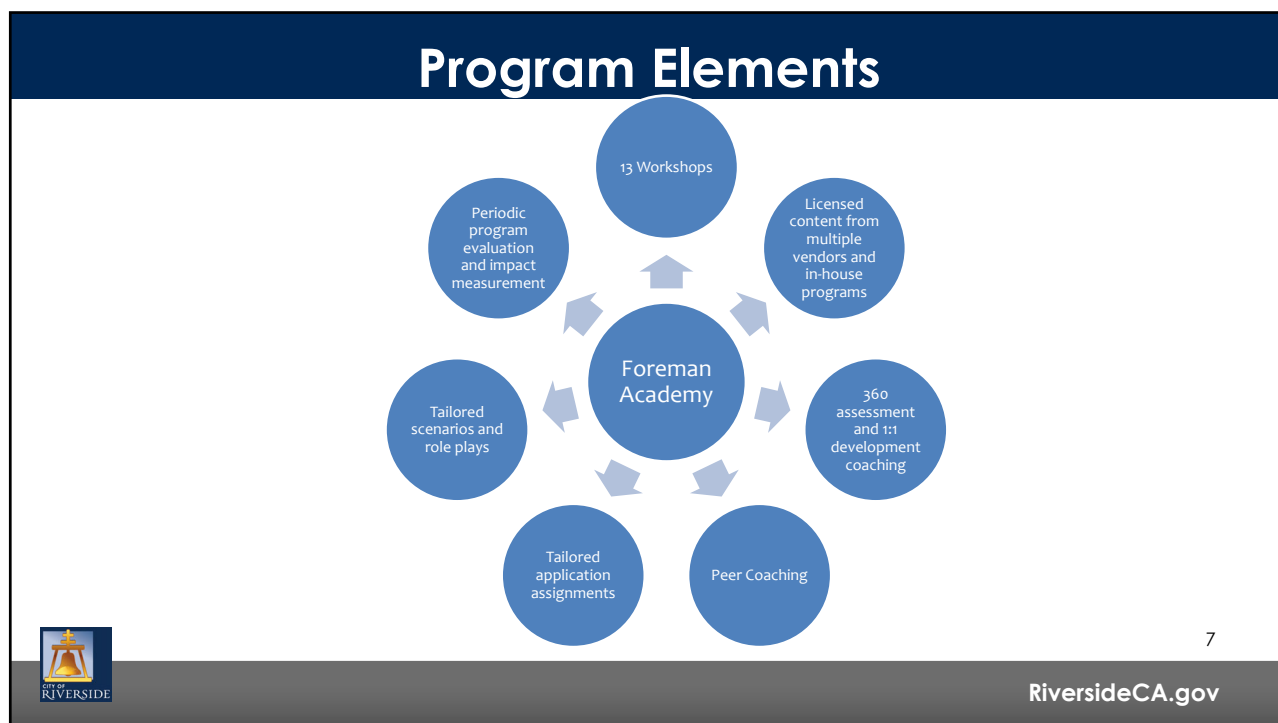 Program Elements
13 Workshops
Licensed
content from
multiple
vendors and
in-house
programs
360
assessment
and 1:1
development
coaching
Peer Coaching
Tailored
application
assignments
Tailored
scenarios and
role plays
Periodic
program
evaluation
and impact
measurement
Foreman
Academy
7
CITY OF
RIVERSIDE
RiversideCA.gov